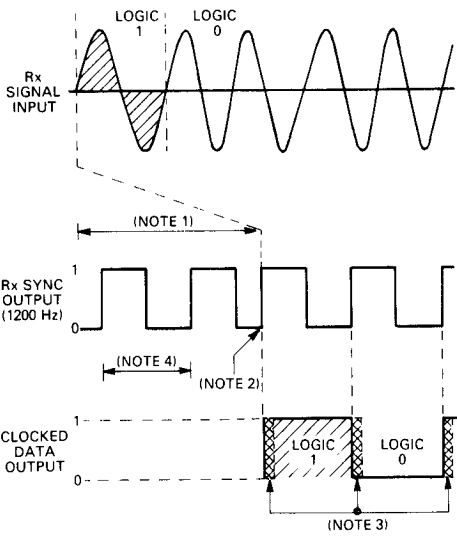 LOGIC
1
LOGIC
0
Rx
SIGNAL
INPUT
(NOTE 1)
1
Rx SYNC
OUTPUT
(1200 Hz)
0
(NOTE 4)
(NOTE 2)
1
CLOCKED
DATA
OUTPUT
0
LOGIC
1
LOGIC
0
(NOTE 3)